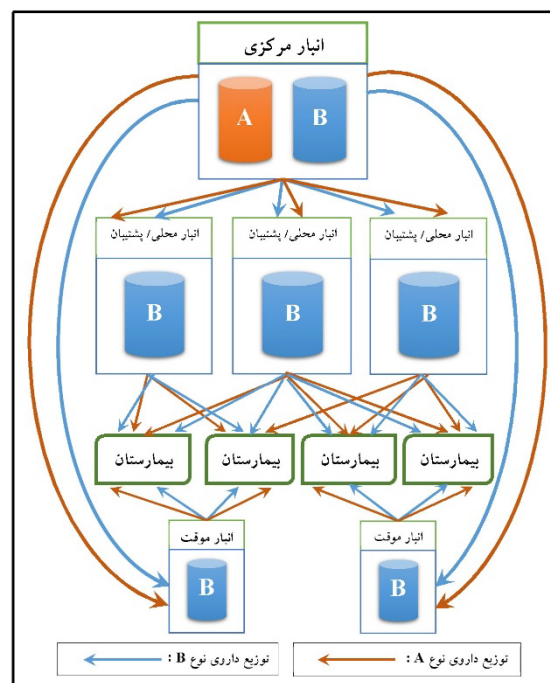 انبار مرکزی
A
B
انبار محلی/ پشتیبان
انبار محلی/ پشتیبان
انبار محلی/ پشتیبان
B
B
B
بیمارستان
بیمارستان
بیمارستان
بیمارستان
انبار موقت
انبار موقت
B
B
توزیع داروی نوع A :
توزیع داروی نوع B :